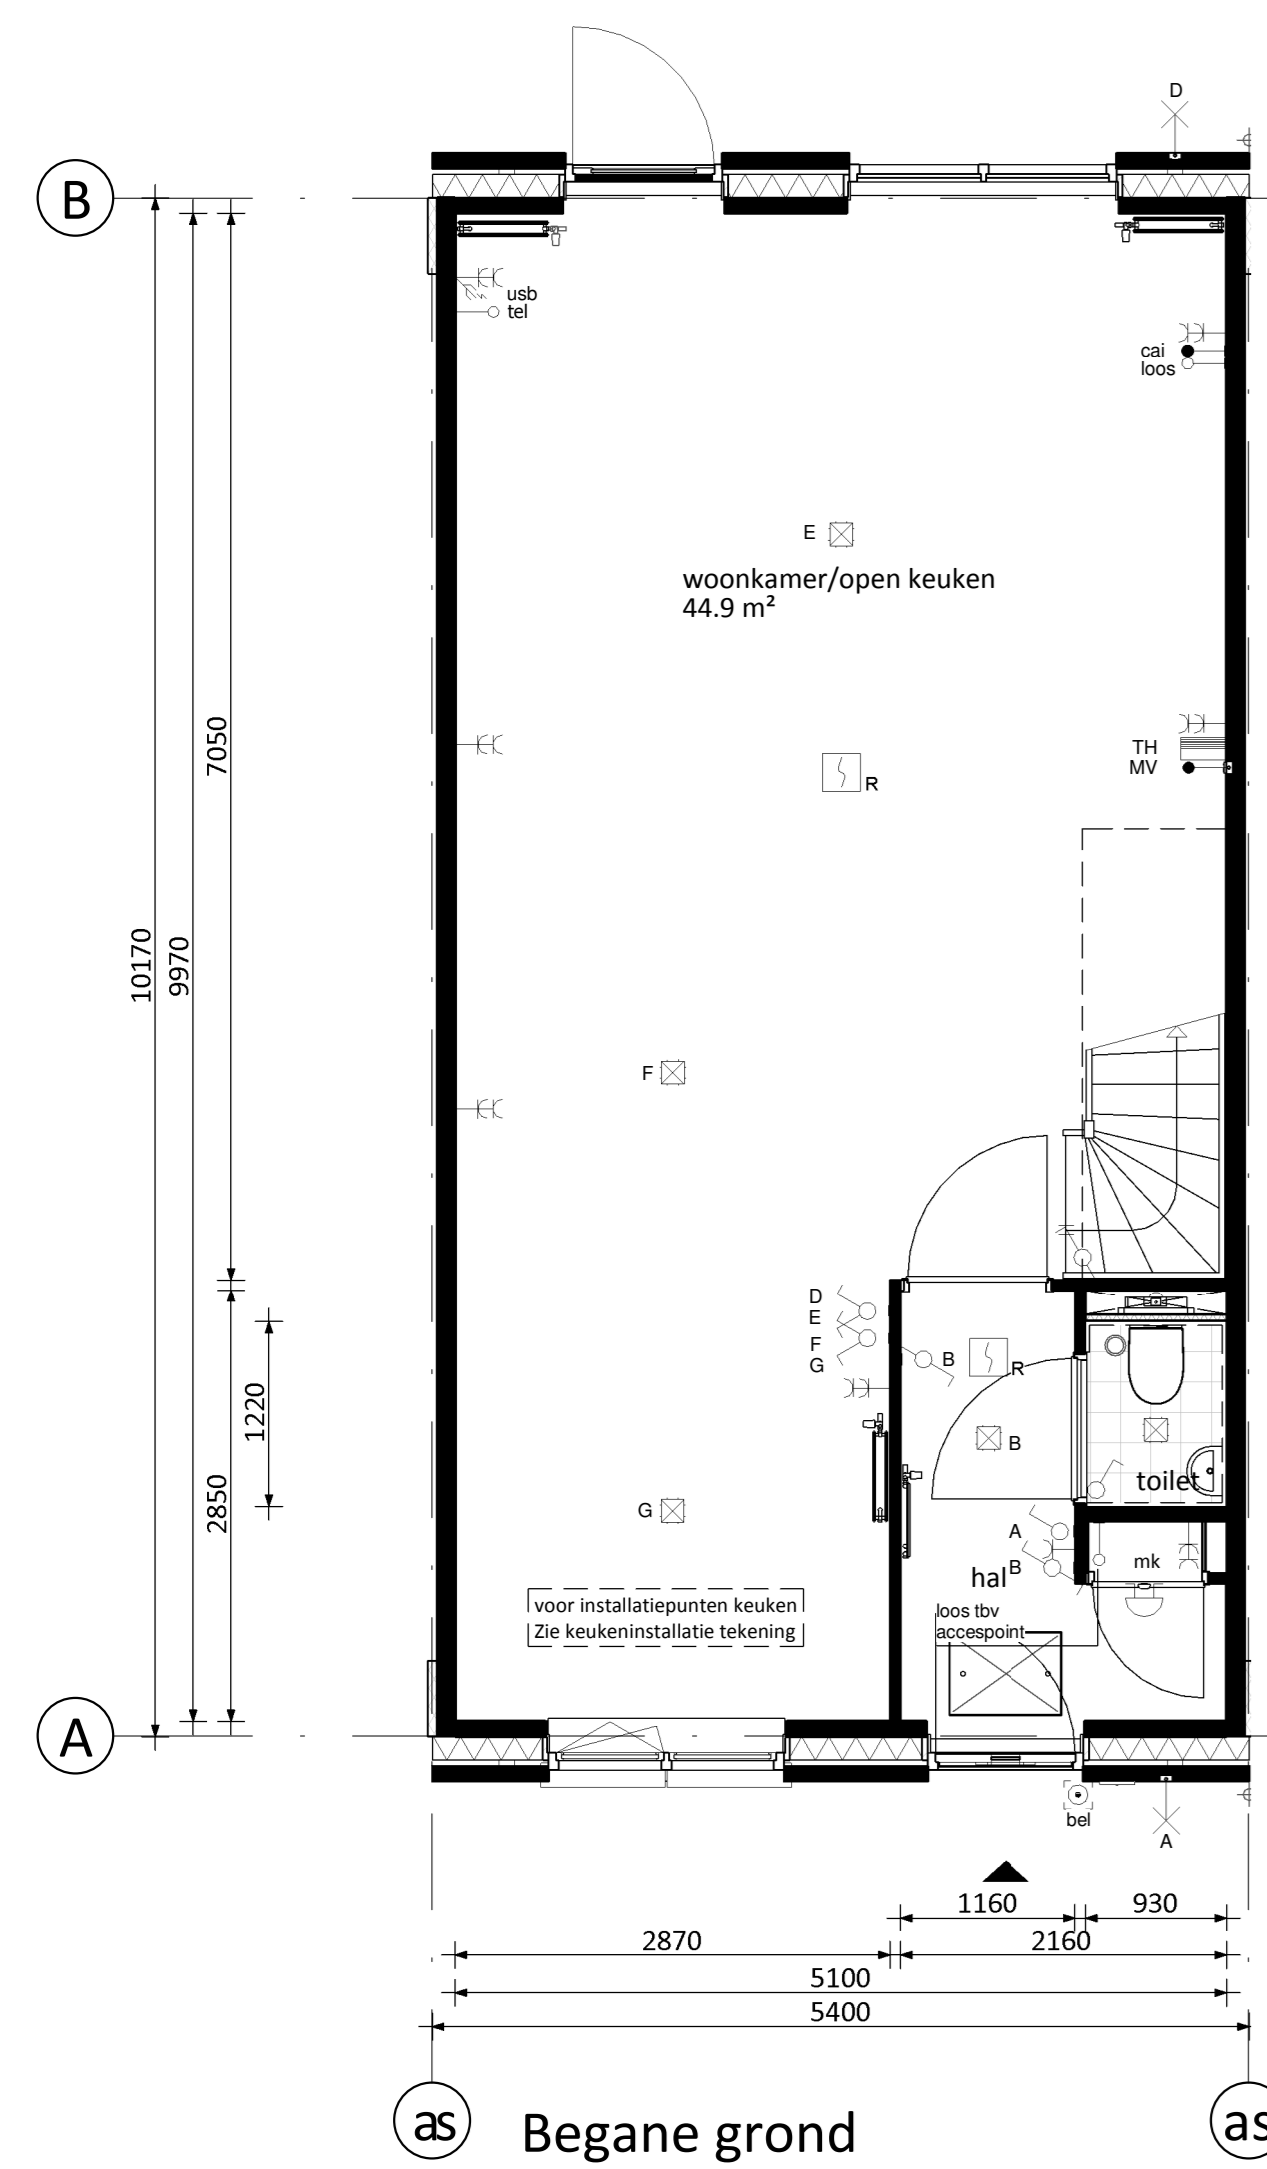 D
B
usb
tel
cai
loos
E
woonkamer/open keuken
44.9 m²
7050
TH
MV
R
10170
9970
F
D
E
F
G
B
R
1220
B
2850
toilet
G
A
B
hal
mk
voor installatiepunten keuken
Zie keukeninstallatie tekening
loos tbv
accespoint
A
bel
A
1160
930
2870
2160
5100
5400
as
as
Begane grond